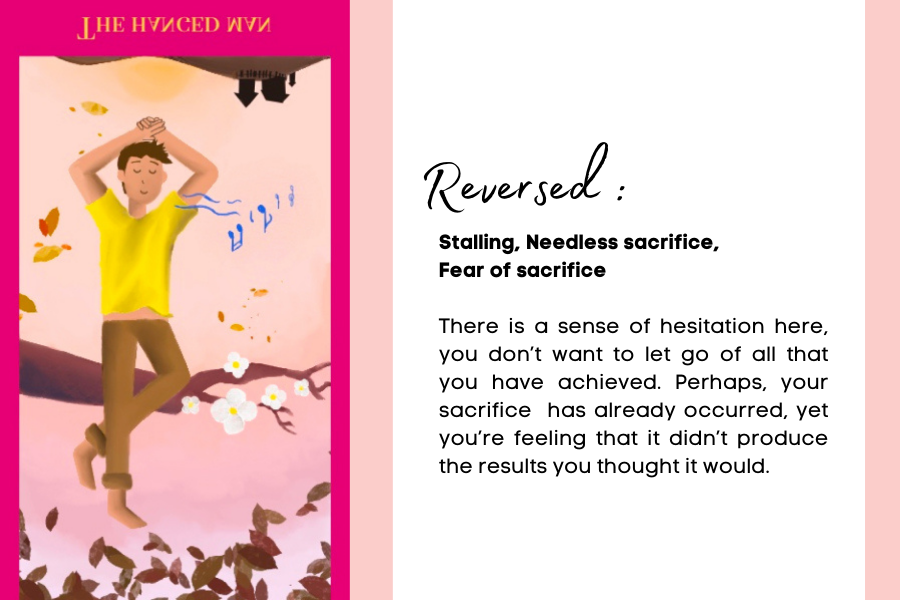 THE HANGED MAN
Reversed :
Stalling, Needless sacrifice,
Fear of sacrifice
There is a sense of hesitation here,
you don’t want to let go of all that
you have achieved. Perhaps, your
sacrifice has already occurred, yet
you’re feeling that it didn’t produce
the results you thought it would.